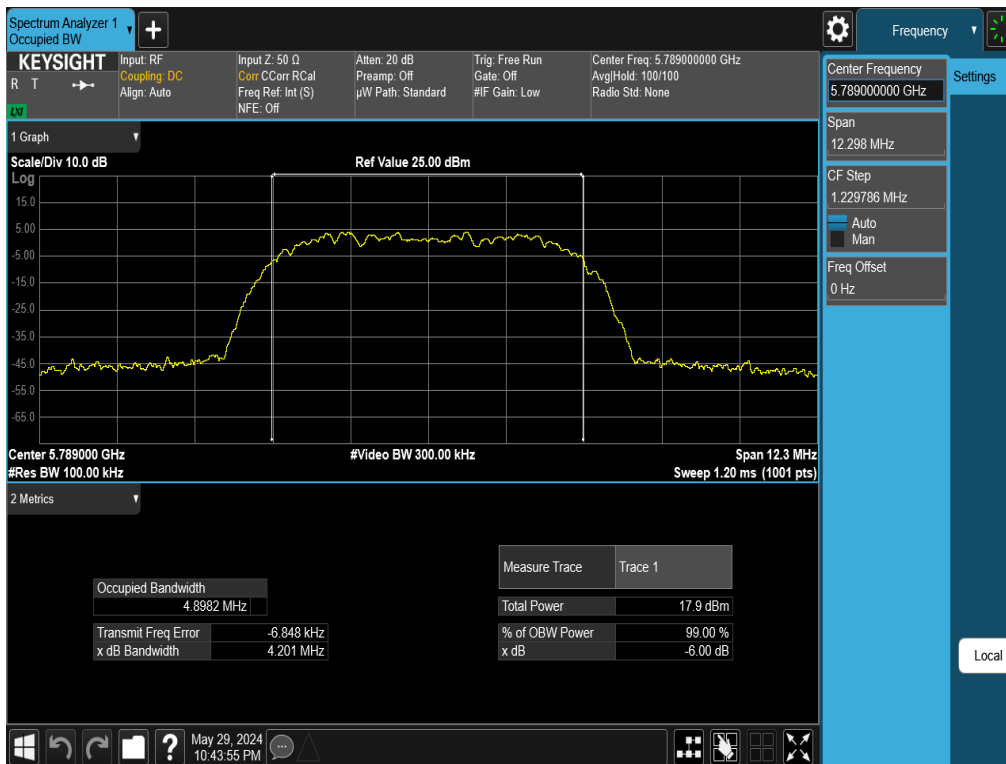 Spectrum Analyzer 1
Occupied BW
Frequency
KEYSIGHT
R T
LXI
Input: RF
Coupling: DC
Align: Auto
Input Z: 50 Ω
Corr CCorr RCal
Freq Ref: Int (S)
NFE: Off
Atten: 20 dB
Preamp: Off
µW Path: Standard
Trig: Free Run
Gate: Off
#IF Gain: Low
Center Freq: 5.789000000 GHz
Avg|Hold: 100/100
Radio Std: None
Center Frequency
5.789000000 GHz
Settings
Span
12.298 MHz
CF Step
1.229786 MHz
Auto
Man
Freq Offset
0 Hz
Local
1 Graph
Scale/Div 10.0 dB
Ref Value 25.00 dBm
Log
15.0
5.00
-5.00
-15.0
-25.0
-35.0
-45.0
-55.0
-65.0
Center 5.789000 GHz
#Video BW 300.00 kHz
Span 12.3 MHz
#Res BW 100.00 kHz
Sweep 1.20 ms (1001 pts)
2 Metrics
Measure Trace Trace 1
Occupied Bandwidth
4.8982 MHz
Total Power 17.9 dBm
Transmit Freq Error -6.848 kHz
% of OBW Power 99.00 %
x dB Bandwidth 4.201 MHz
x dB -6.00 dB
?
May 29, 2024
10:43:55 PM